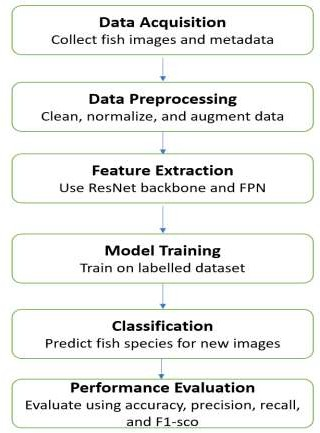 Data Acquisition
Collect fish images and metadata
Data Preprocessing
Clean, normalize, and augment data
Feature Extraction
Use ResNet backbone and FPN
Model Training
Train on labelled dataset
Classification
Predict fish species for new images
Performance Evaluation
Evaluate using accuracy, precision, recall,
and F1-sco